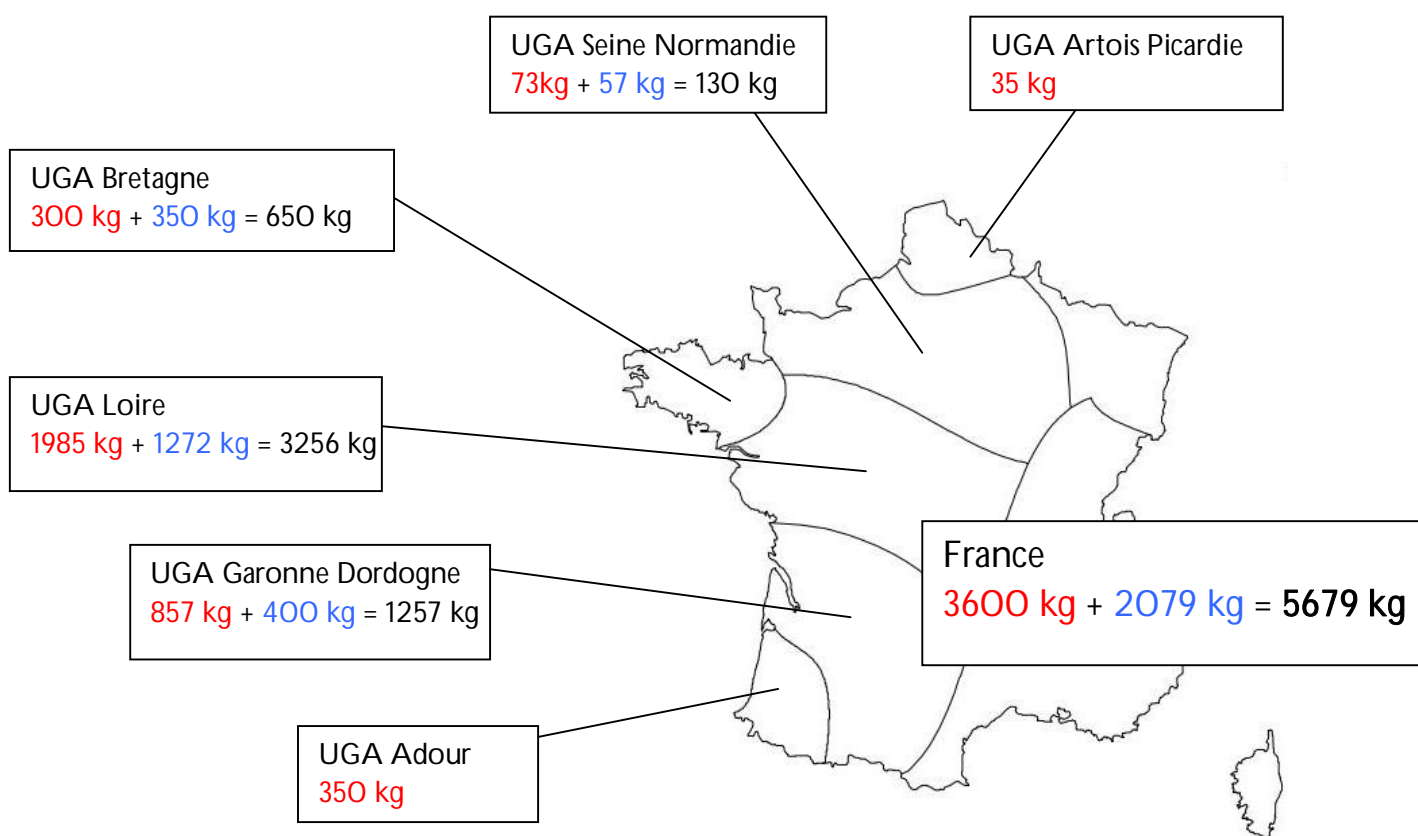 UGA Seine Normandie
73kg + 57 kg = 130 kg
UGA Artois Picardie
35 kg
UGA Bretagne
300 kg + 350 kg = 650 kg
UGA Loire
1985 kg + 1272 kg = 3256 kg
UGA Garonne Dordogne
857 kg + 400 kg = 1257 kg
France
3600 kg + 2079 kg = 5679 kg
UGA Adour
350 kg